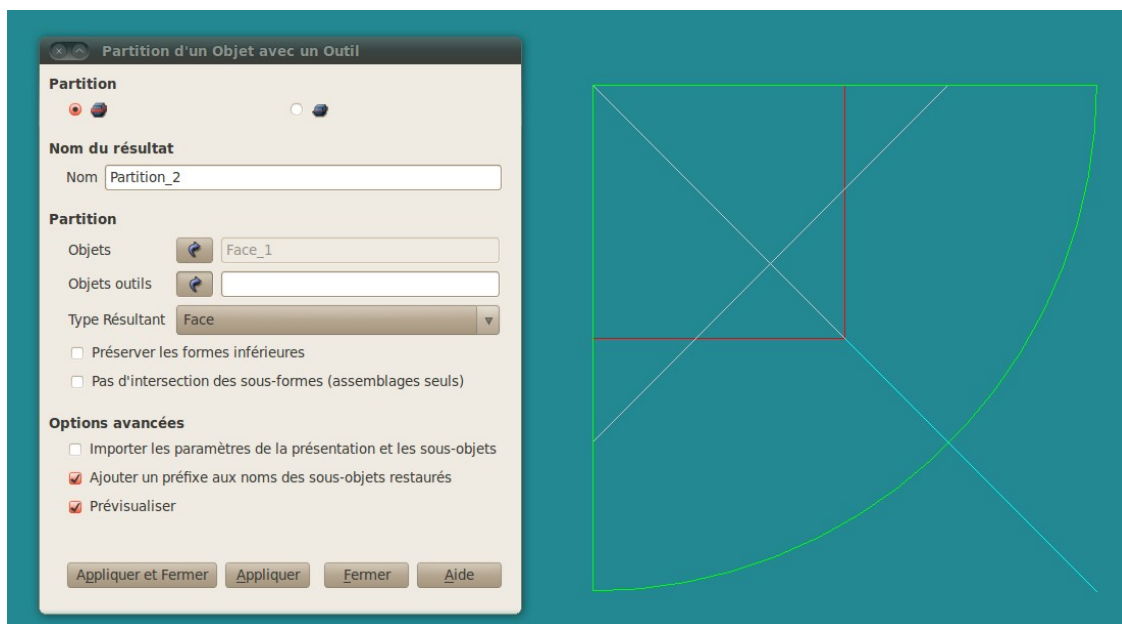 Partition d'un Objet avec un Outil
Partition
Nom du résultat
Nom Partition_2
Partition
Objets Face_1
Objets outils
Type Résultant Face
Préserver les formes inférieures
Pas d'intersection des sous-formes (assemblages seuls)
Options avancées
Importer les paramètres de la présentation et les sous-objets
Ajouter un préfixe aux noms des sous-objets restaurés
Prévisualiser
Appliquer et Fermer Appliquer Fermer Aide